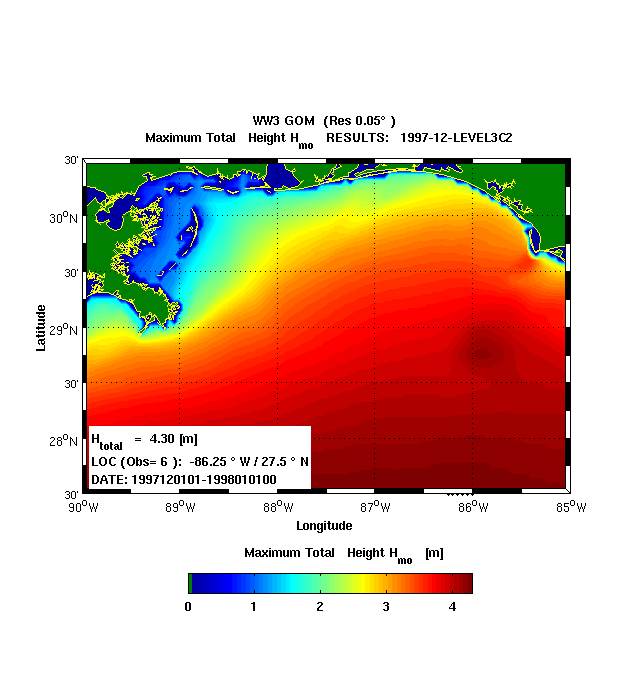 WW3 GOM (Res 0.05° )
Maximum Total Height Hmo RESULTS: 1997-12-LEVEL3C2
30'
30°N
30'
29°N
30'
28°N
30'
Latitude
Htotal = 4.30 [m]
LOC (Obs= 6 ): -86.25 ° W / 27.5 ° N
DATE: 1997120101-1998010100
90°W 89°W 88°W 87°W 86°W 85°W
Longitude
Maximum Total Height Hmo [m]
0 1 2 3 4